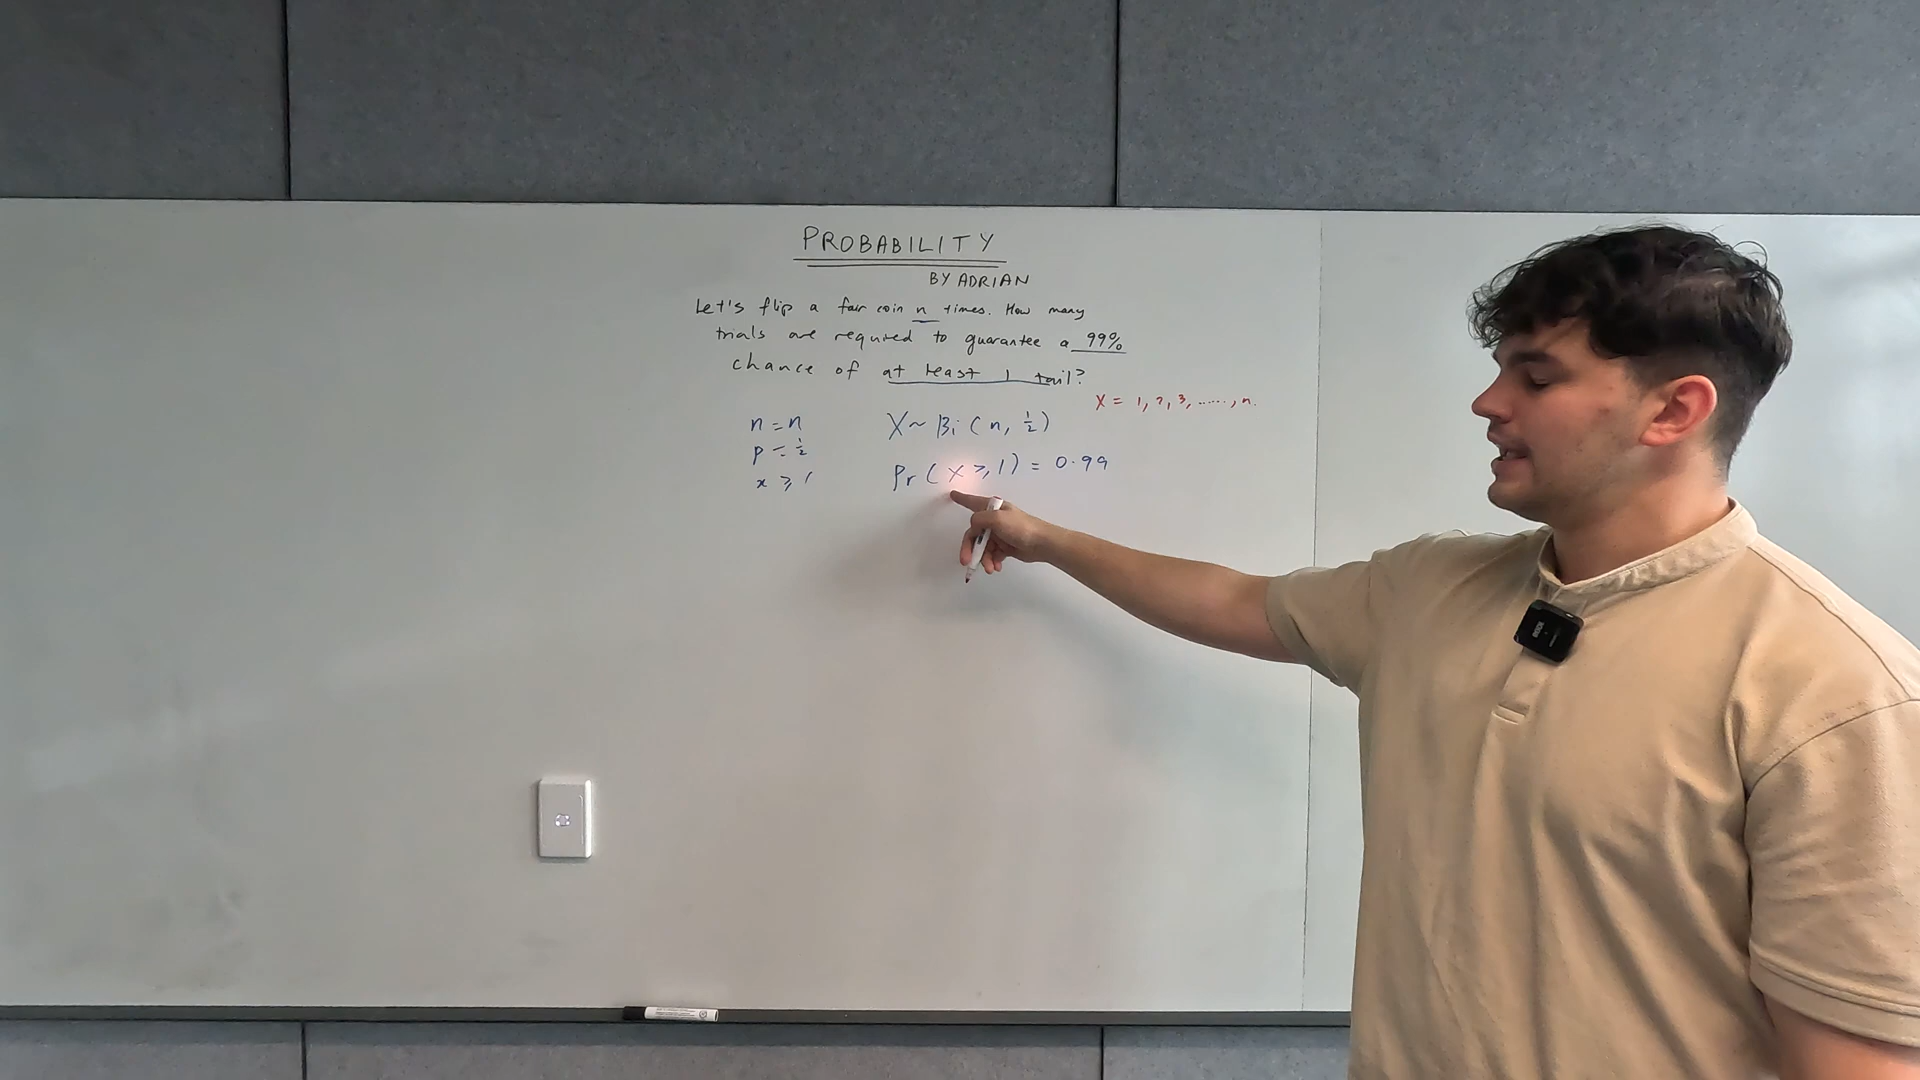 PROBABILITY
BY ADRIAN
Let's flip a fair coin n times. How many
trials are required to guarantee a 99%
chance of at least 1 tail?
X = 1, 2, 3, ......, n.
n = n
p = 1/2
x ≥ 1
X ~ Bi (n, 1/2)
Pr (X ≥ 1) = 0.99